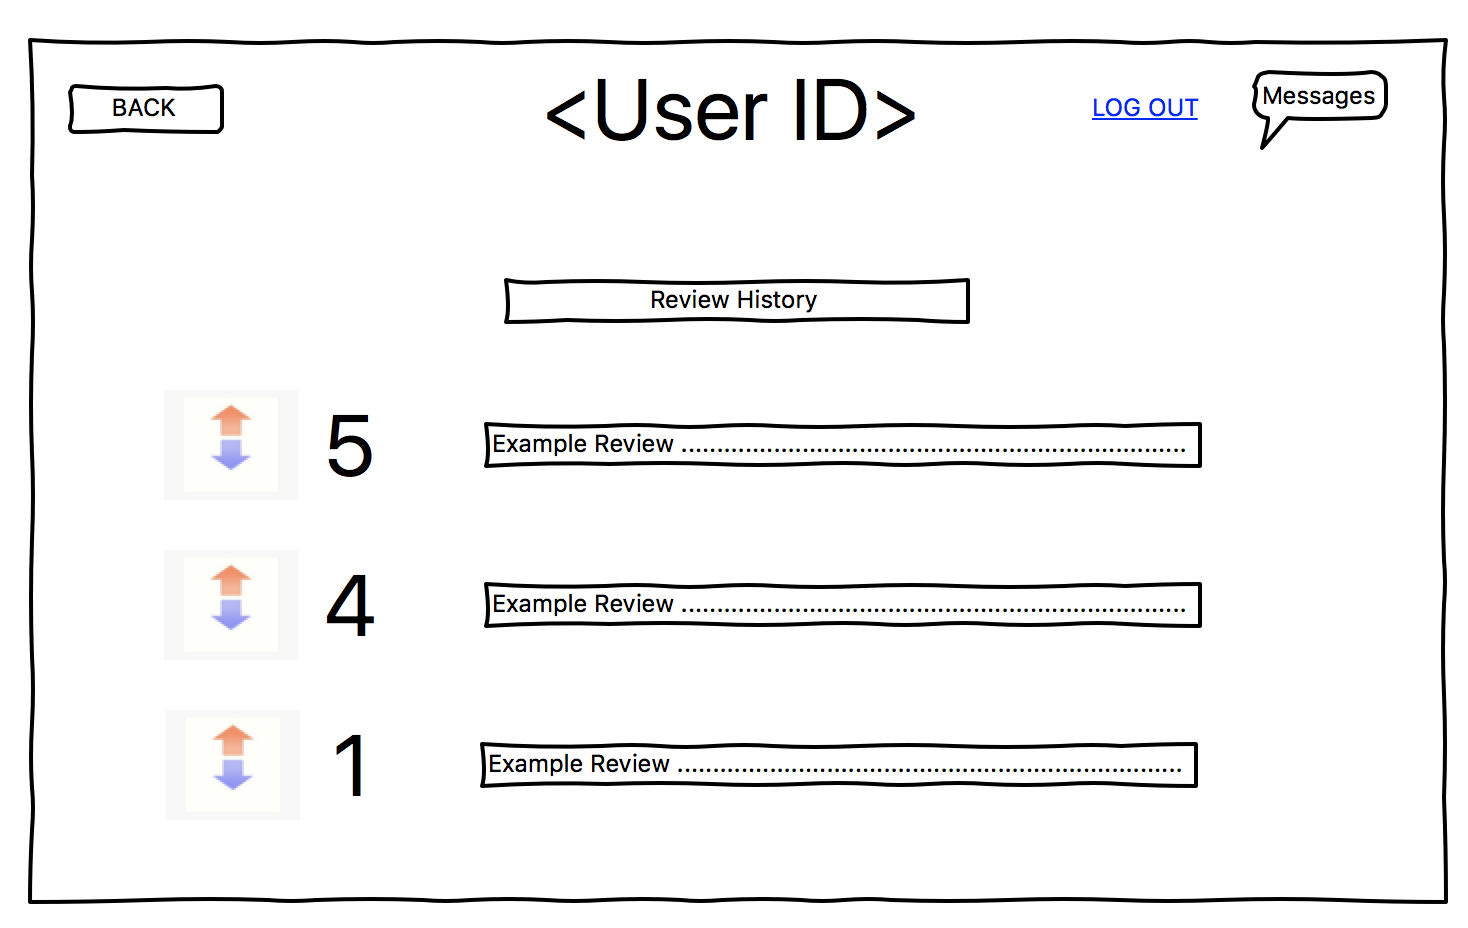 BACK
<User ID>
LOG OUT
Messages
Review History
5
Example Review .......................................................................
4
Example Review .......................................................................
1
Example Review .......................................................................